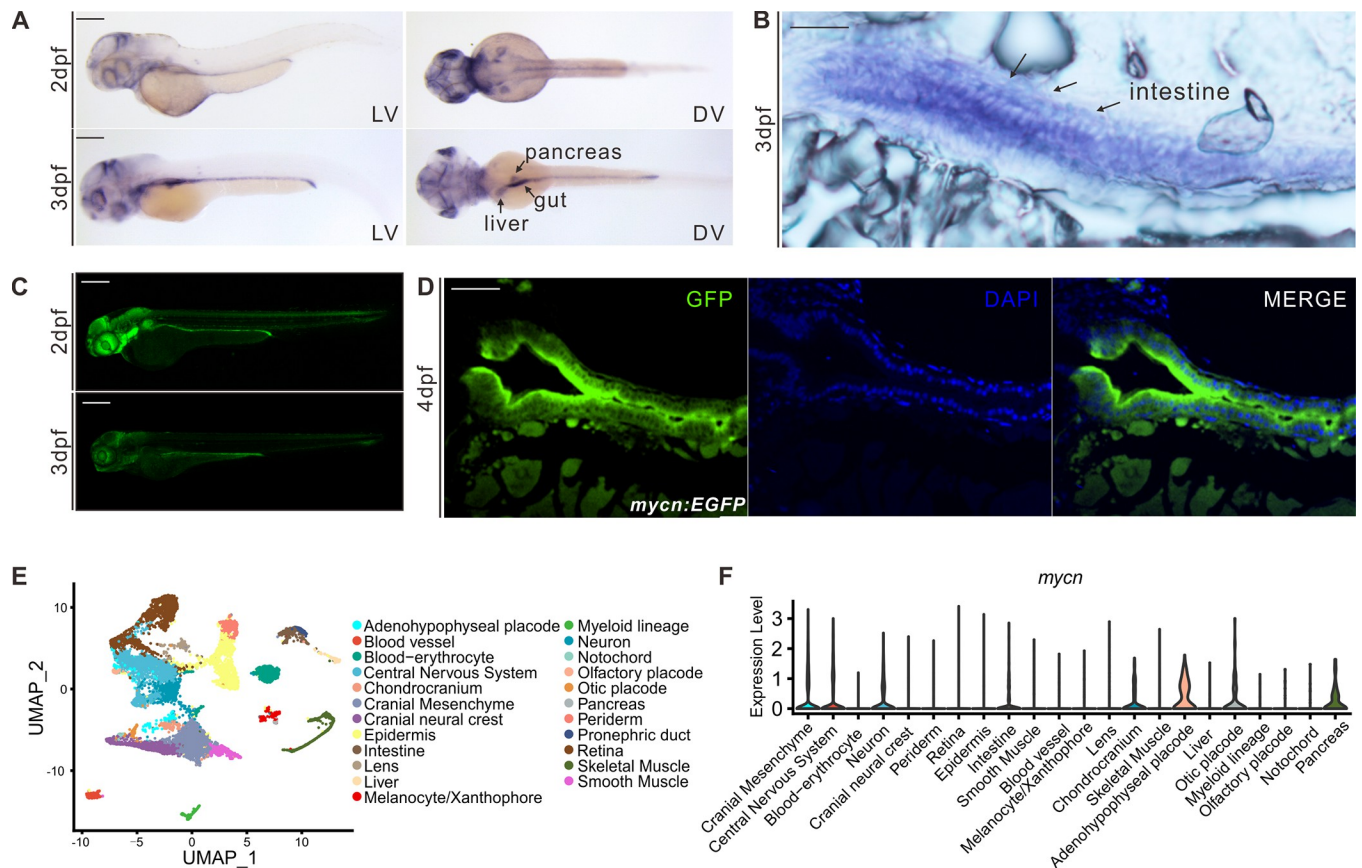 A
2dpf
LV
DV
3dpf
LV
pancreas
gut
liver
DV
B
3dpf
intestine
C
2dpf
3dpf
D
4dpf
GFP
mycn:EGFP
DAPI
MERGE
E
UMAP_2
10
0
-10
-10
-5
0
5
10
UMAP_1
Adenohypophyseal placode
Blood vessel
Blood-erythrocyte
Central Nervous System
Chondrocranium
Cranial Mesenchyme
Cranial neural crest
Epidermis
Intestine
Lens
Liver
Melanocyte/Xanthophore
Myeloid lineage
Neuron
Notochord
Olfactory placode
Otic placode
Pancreas
Periderm
Pronephric duct
Retina
Skeletal Muscle
Smooth Muscle
F
mycn
Expression Level
3
2
1
0
Cranial Mesenchyme
Central Nervous System
Blood-erythrocyte
Neuron
Cranial neural crest
Periderm
Retina
Epidermis
Intestine
Smooth Muscle
Blood vessel
Melanocyte/Xanthophore
Lens
Chondrocranium
Skeletal Muscle
Adenohypophyseal placode
Liver
Otic placode
Myeloid lineage
Olfactory placode
Notochord
Pancreas